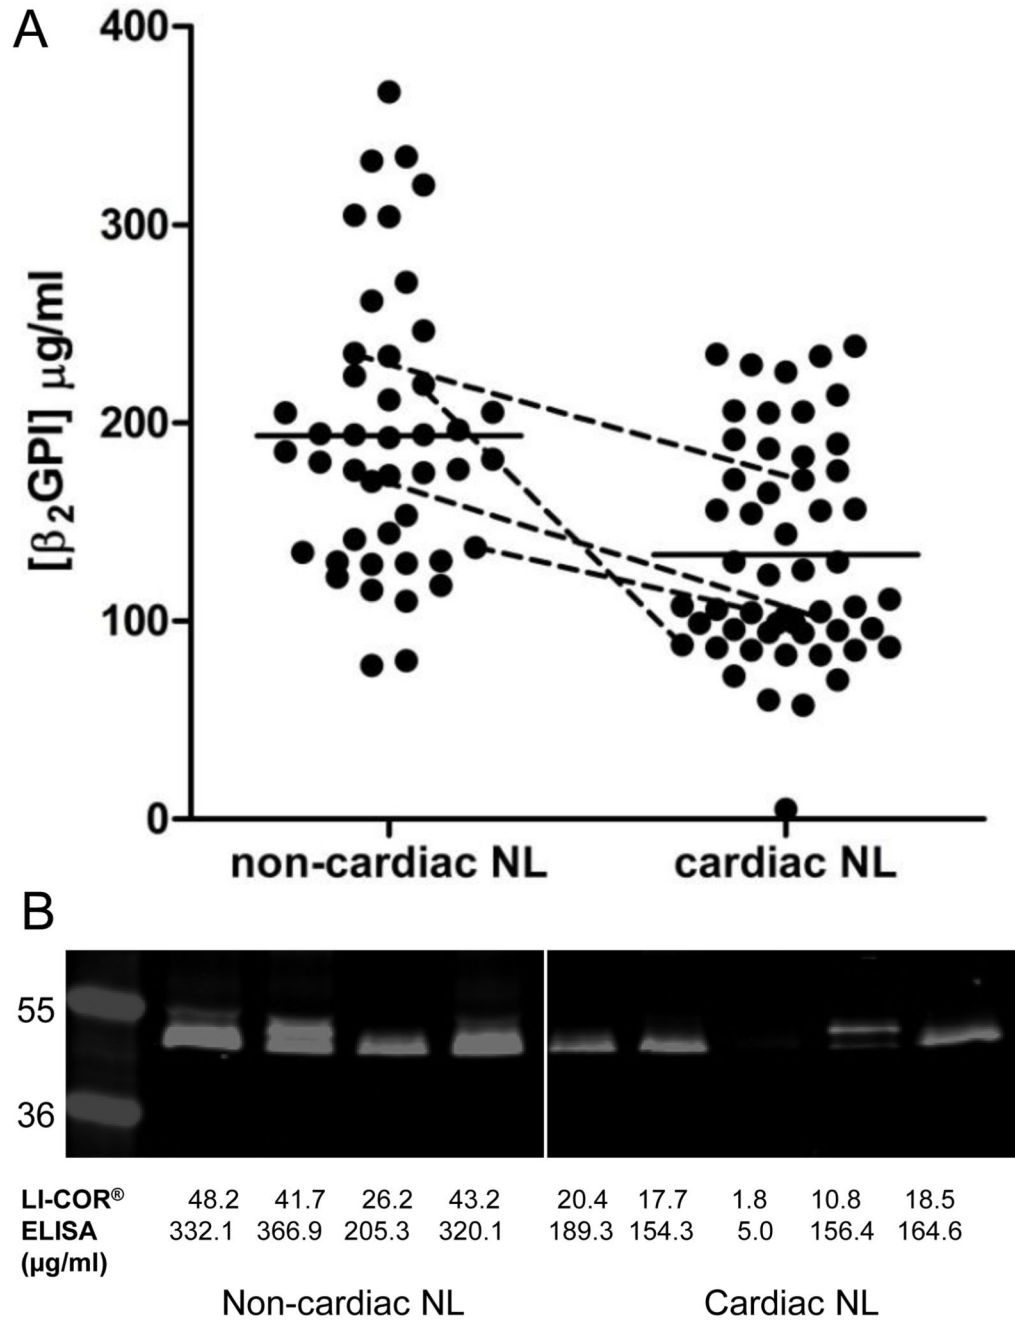 A
400
300
200
100
0
[β2GPI] µg/ml
non-cardiac NL cardiac NL
B
55
36
LI-COR® 48.2 41.7 26.2 43.2 20.4 17.7 1.8 10.8 18.5
ELISA 332.1 366.9 205.3 320.1 189.3 154.3 5.0 156.4 164.6
(µg/ml)
Non-cardiac NL Cardiac NL